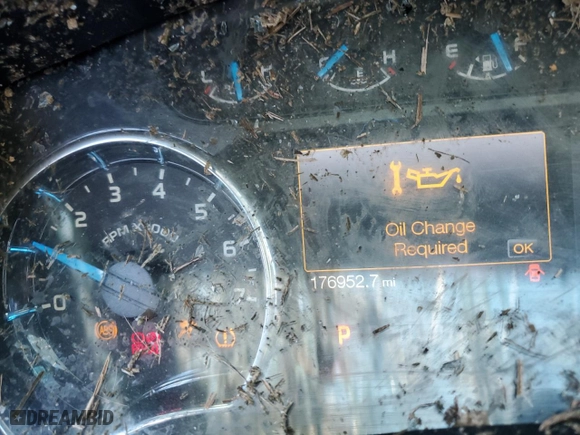 L H
C H
E F
0 2 3 4 5 6 7
RPM X1000
Oil Change
Required
OK
176952.7 mi
P
DREAMBID